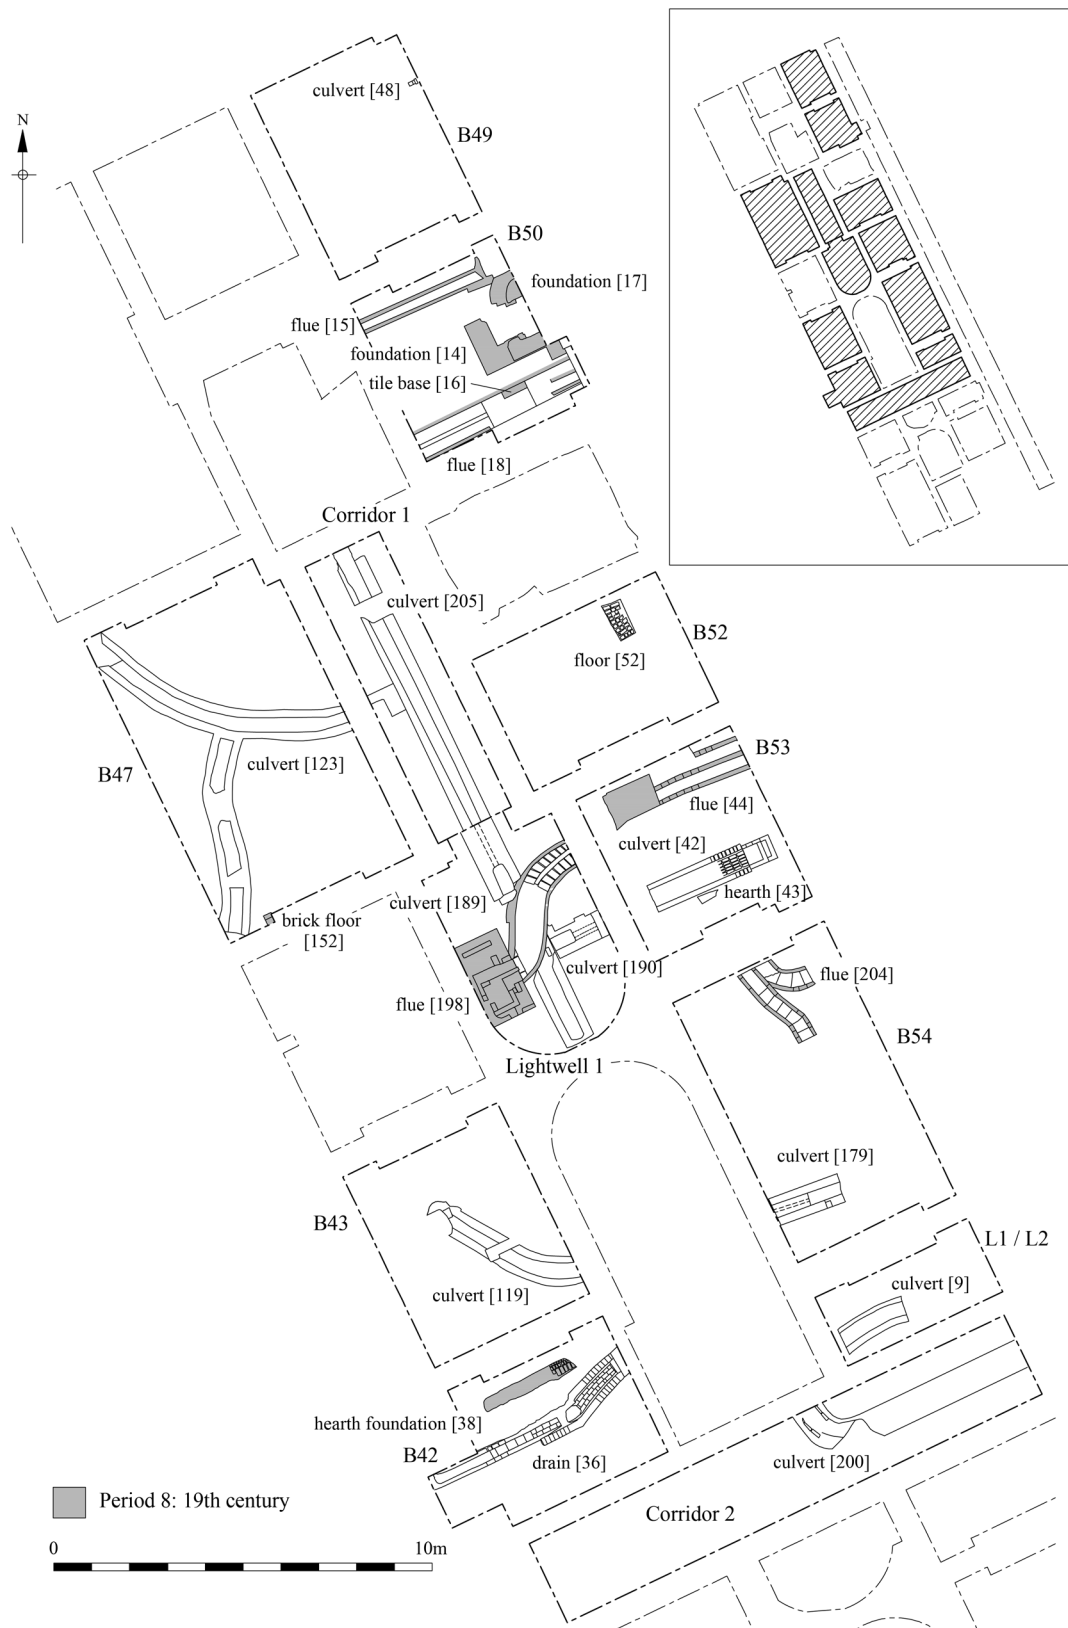 culvert [48]
N
B49
B50
foundation [17]
flue [15]
foundation [14]
tile base [16]
flue [18]
Corridor 1
culvert [205]
B52
floor [52]
B53
culvert [123]
B47
flue [44]
culvert [42]
hearth [43]
culvert [189]
brick floor
[152]
culvert [190]
flue [204]
flue [198]
B54
Lightwell 1
culvert [179]
B43
L1 / L2
culvert [9]
culvert [119]
hearth foundation [38]
B42
drain [36]
culvert [200]
Period 8: 19th century
Corridor 2
0
10m